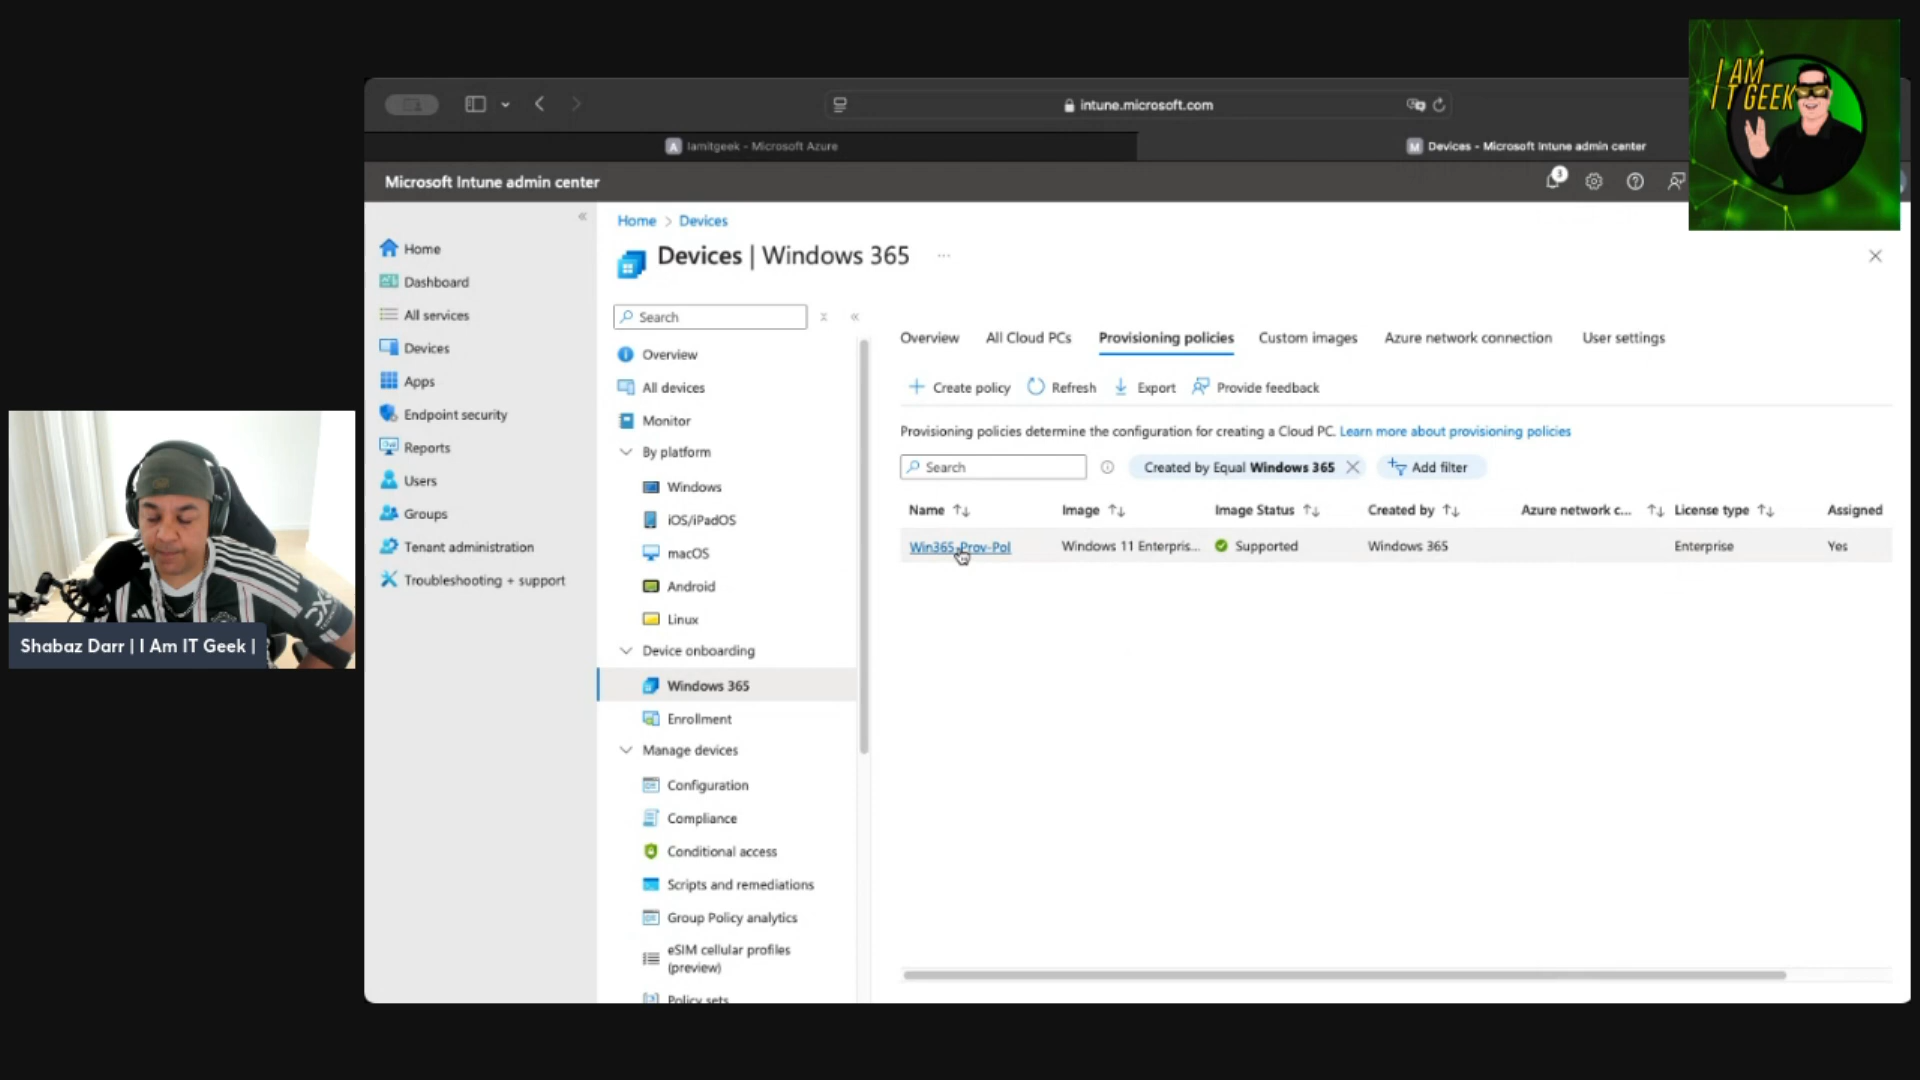 I AM
IT GEEK
intune.microsoft.com
Iamitgeek - Microsoft Azure
Devices - Microsoft Intune admin center
Microsoft Intune admin center
3
Home
Dashboard
All services
Devices
Apps
Endpoint security
Reports
Users
Groups
Tenant administration
Troubleshooting + support
Home > Devices
Devices | Windows 365
Search
Overview
All devices
Monitor
By platform
Windows
iOS/iPadOS
macOS
Android
Linux
Device onboarding
Windows 365
Enrollment
Manage devices
Configuration
Compliance
Conditional access
Scripts and remediations
Group Policy analytics
eSIM cellular profiles
(preview)
Policy sets
Overview All Cloud PCs Provisioning policies Custom images Azure network connection User settings
Create policy Refresh Export Provide feedback
Provisioning policies determine the configuration for creating a Cloud PC. Learn more about provisioning policies
Search Created by Equal Windows 365 Add filter
Name Image Image Status Created by Azure network c... License type Assigned
Win365-Prov-Pol Windows 11 Enterpris... Supported Windows 365 Enterprise Yes
DXC
Shabaz Darr | I Am IT Geek |